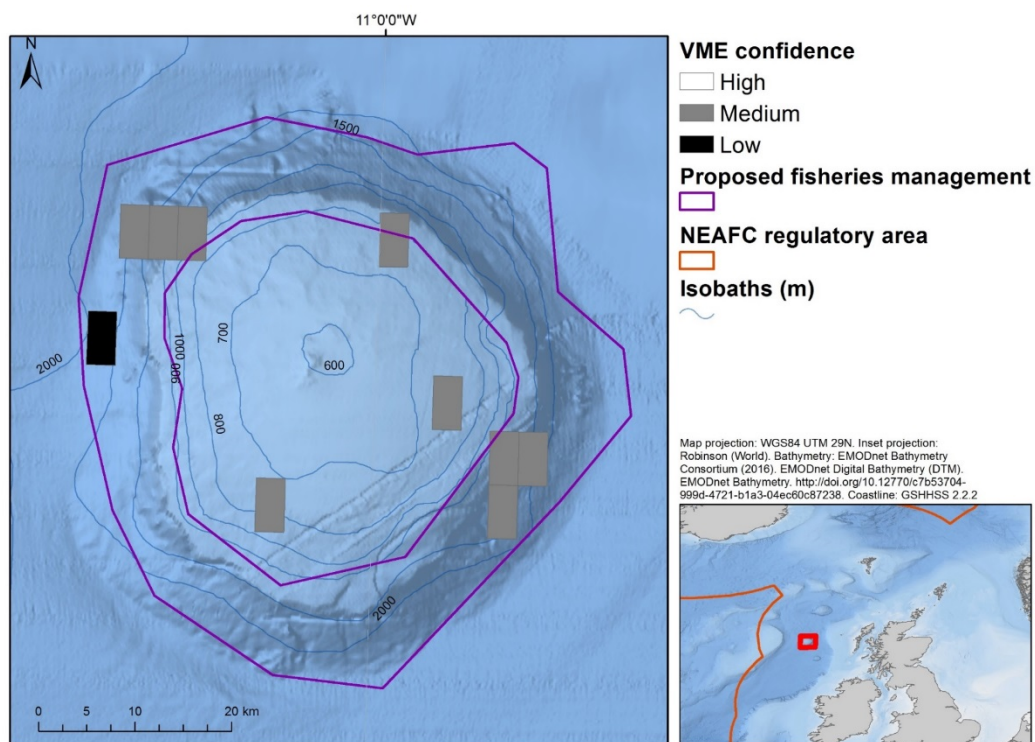 11°0'0"W
N
1500
700
1000
900
600
2000
800
2000
0 5 10 20 km
VME confidence
High
Medium
Low
Proposed fisheries management
NEAFC regulatory area
Isobaths (m)
Map projection: WGS84 UTM 29N. Inset projection:
Robinson (World). Bathymetry: EMODnet Bathymetry
Consortium (2016). EMODnet Digital Bathymetry (DTM).
EMODnet Bathymetry. http://doi.org/10.12770/c7b53704-
999d-4721-b1a3-04ec60c87238. Coastline: GSHHSS 2.2.2